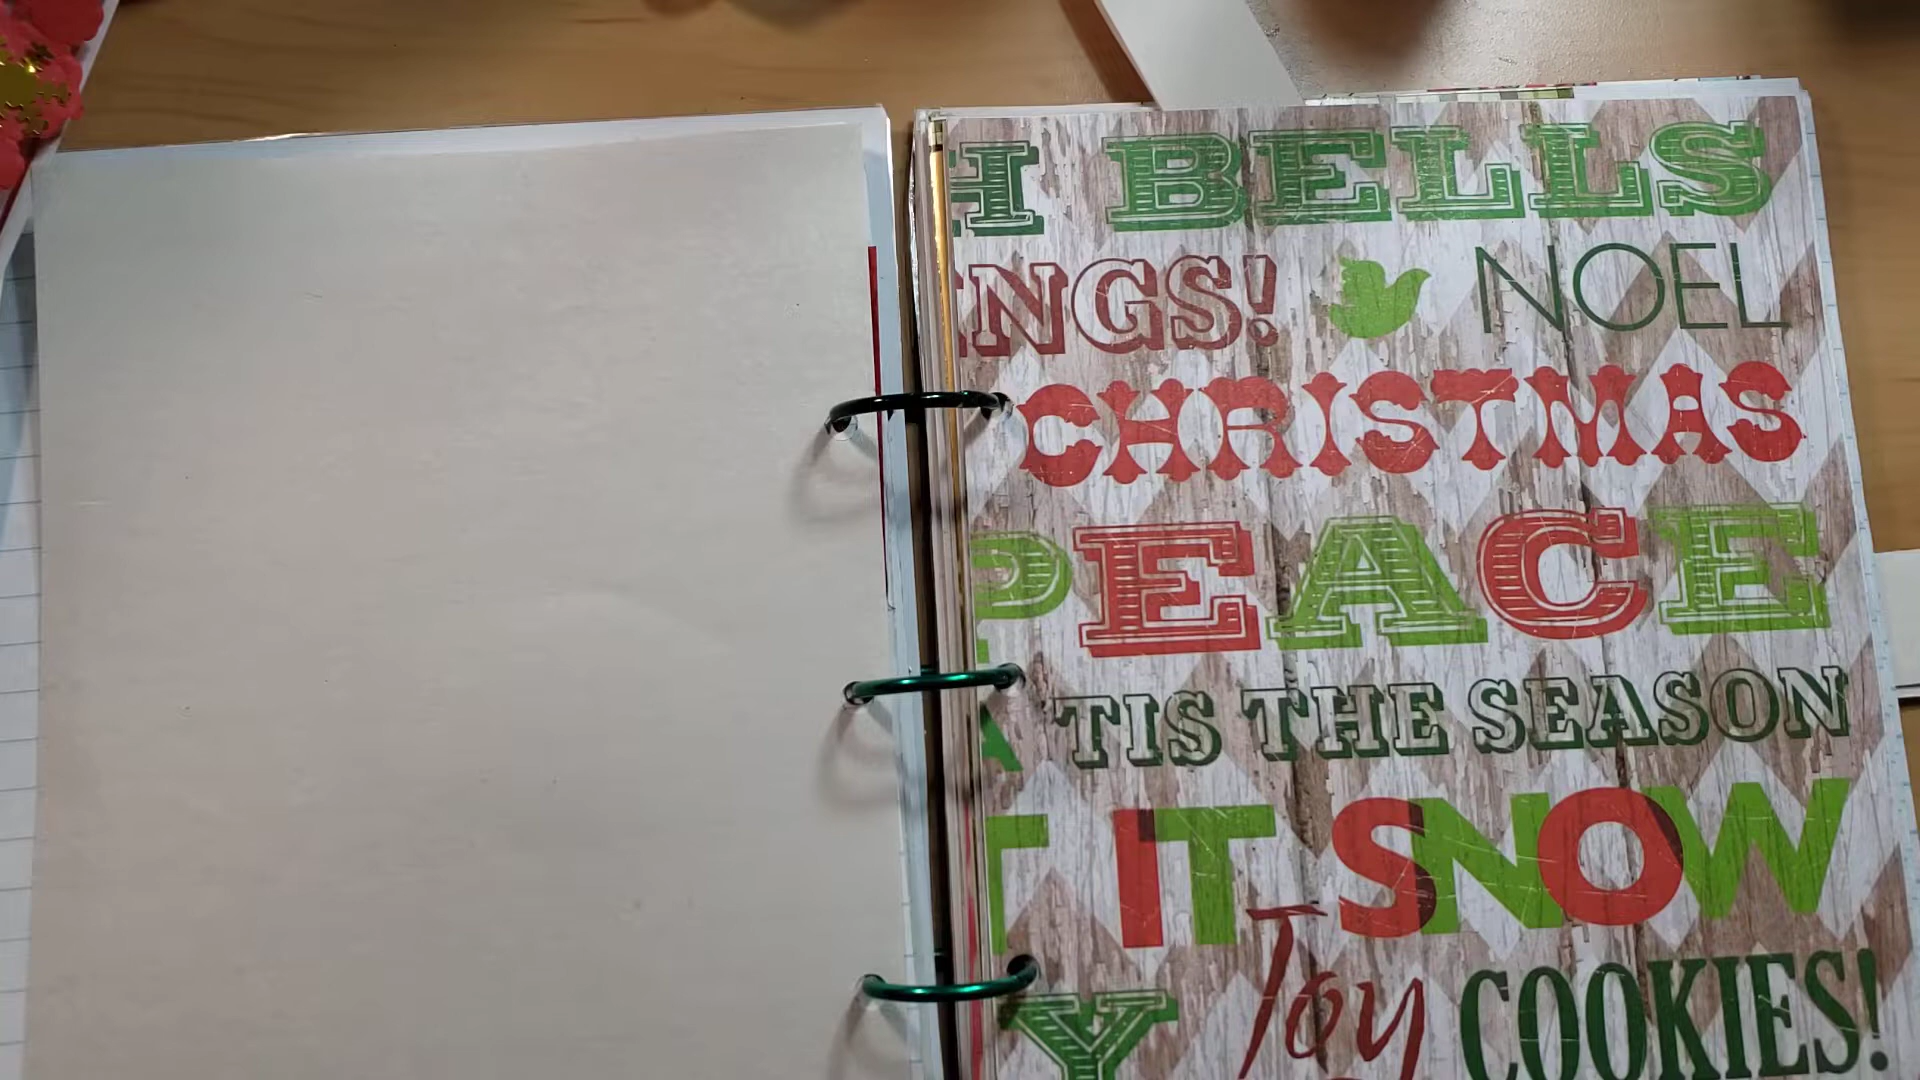 H BELLS
NGS! NOEL
CHRISTMAS
PEACE
'TIS THE SEASON
T IT SNOW
Y Joy COOKIES!